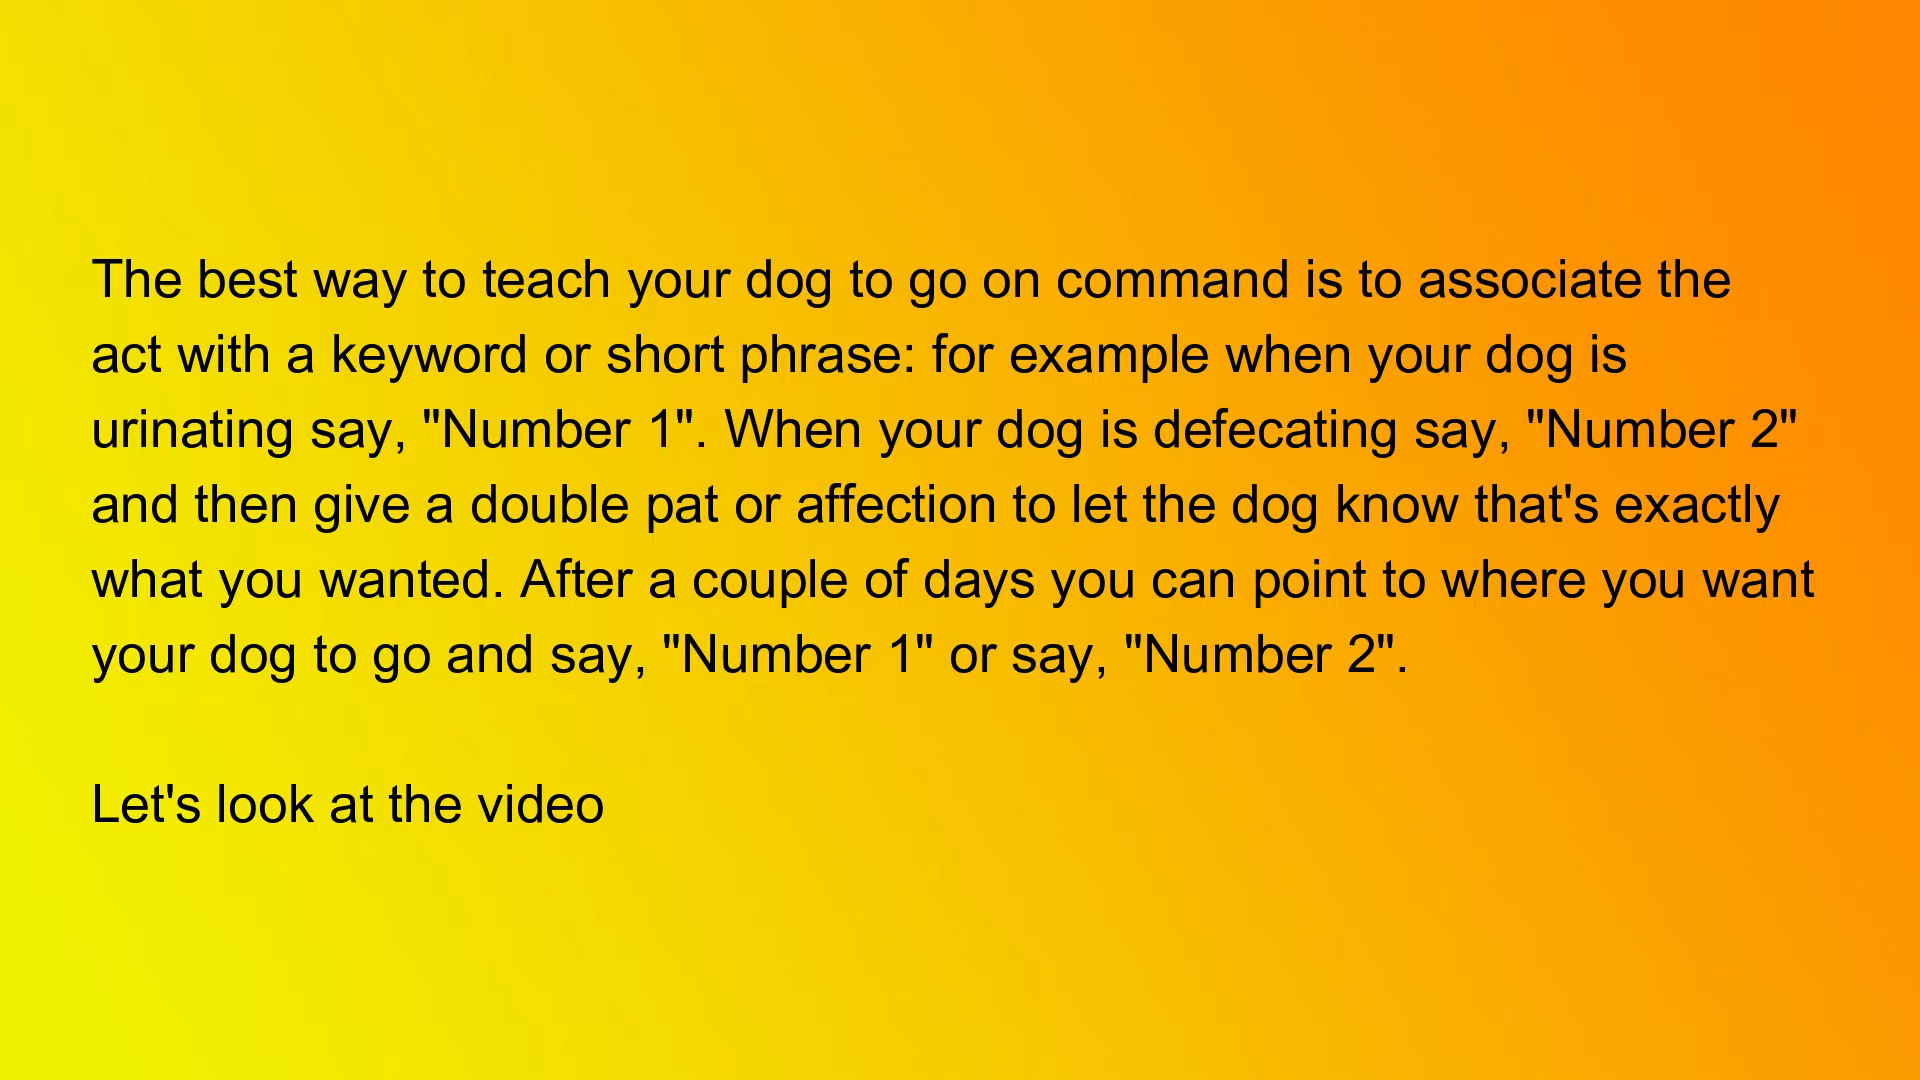 The best way to teach your dog to go on command is to associate the
act with a keyword or short phrase: for example when your dog is
urinating say, "Number 1". When your dog is defecating say, "Number 2"
and then give a double pat or affection to let the dog know that's exactly
what you wanted. After a couple of days you can point to where you want
your dog to go and say, "Number 1" or say, "Number 2".
Let's look at the video